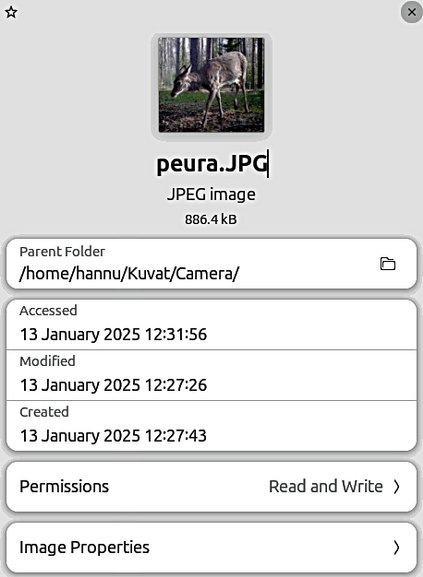 peura.JPG
JPEG image
886.4 kB
Parent Folder
/home/hannu/Kuvat/Camera/
Accessed
13 January 2025 12:31:56
Modified
13 January 2025 12:27:26
Created
13 January 2025 12:27:43
Permissions Read and Write
Image Properties